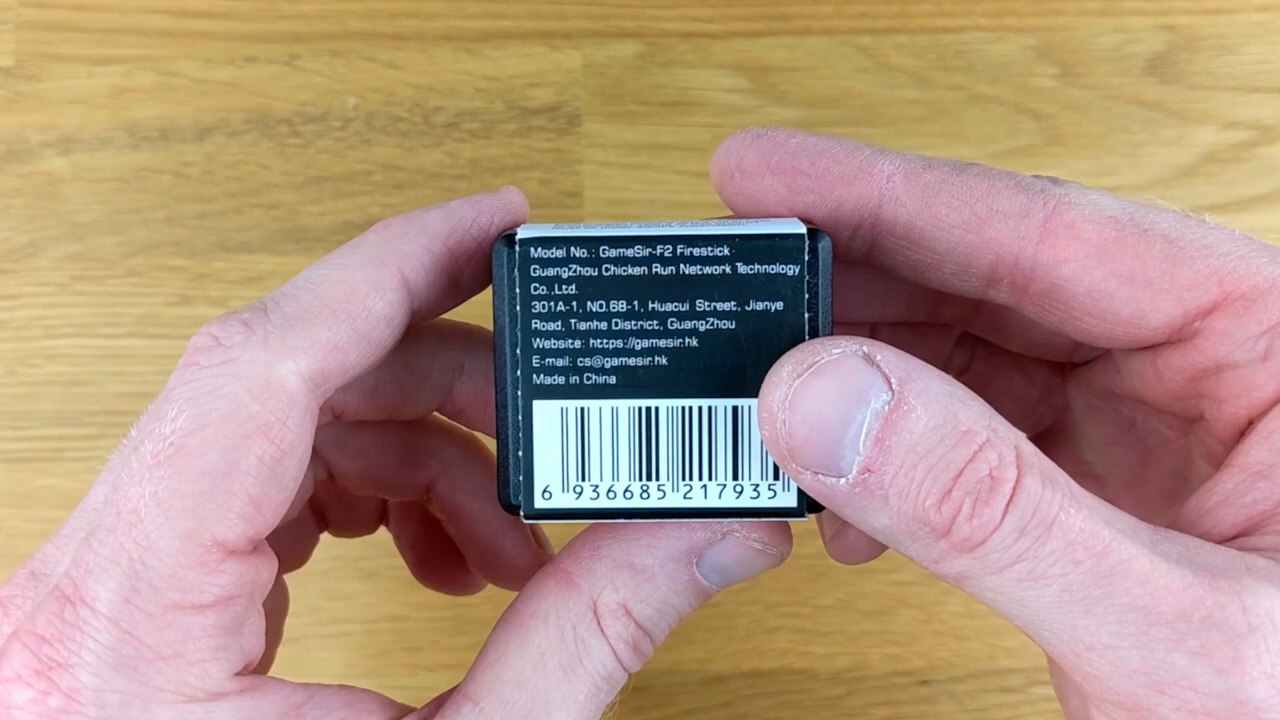 Model No.: GameSir-F2 Firestick
GuangZhou Chicken Run Network Technology
Co.,Ltd.
301A-1, NO.68-1, Huacui Street, Jianye
Road, Tianhe District, GuangZhou
Website: https://gamesir.hk
E-mail: cs@gamesir.hk
Made in China
6 936685 217935